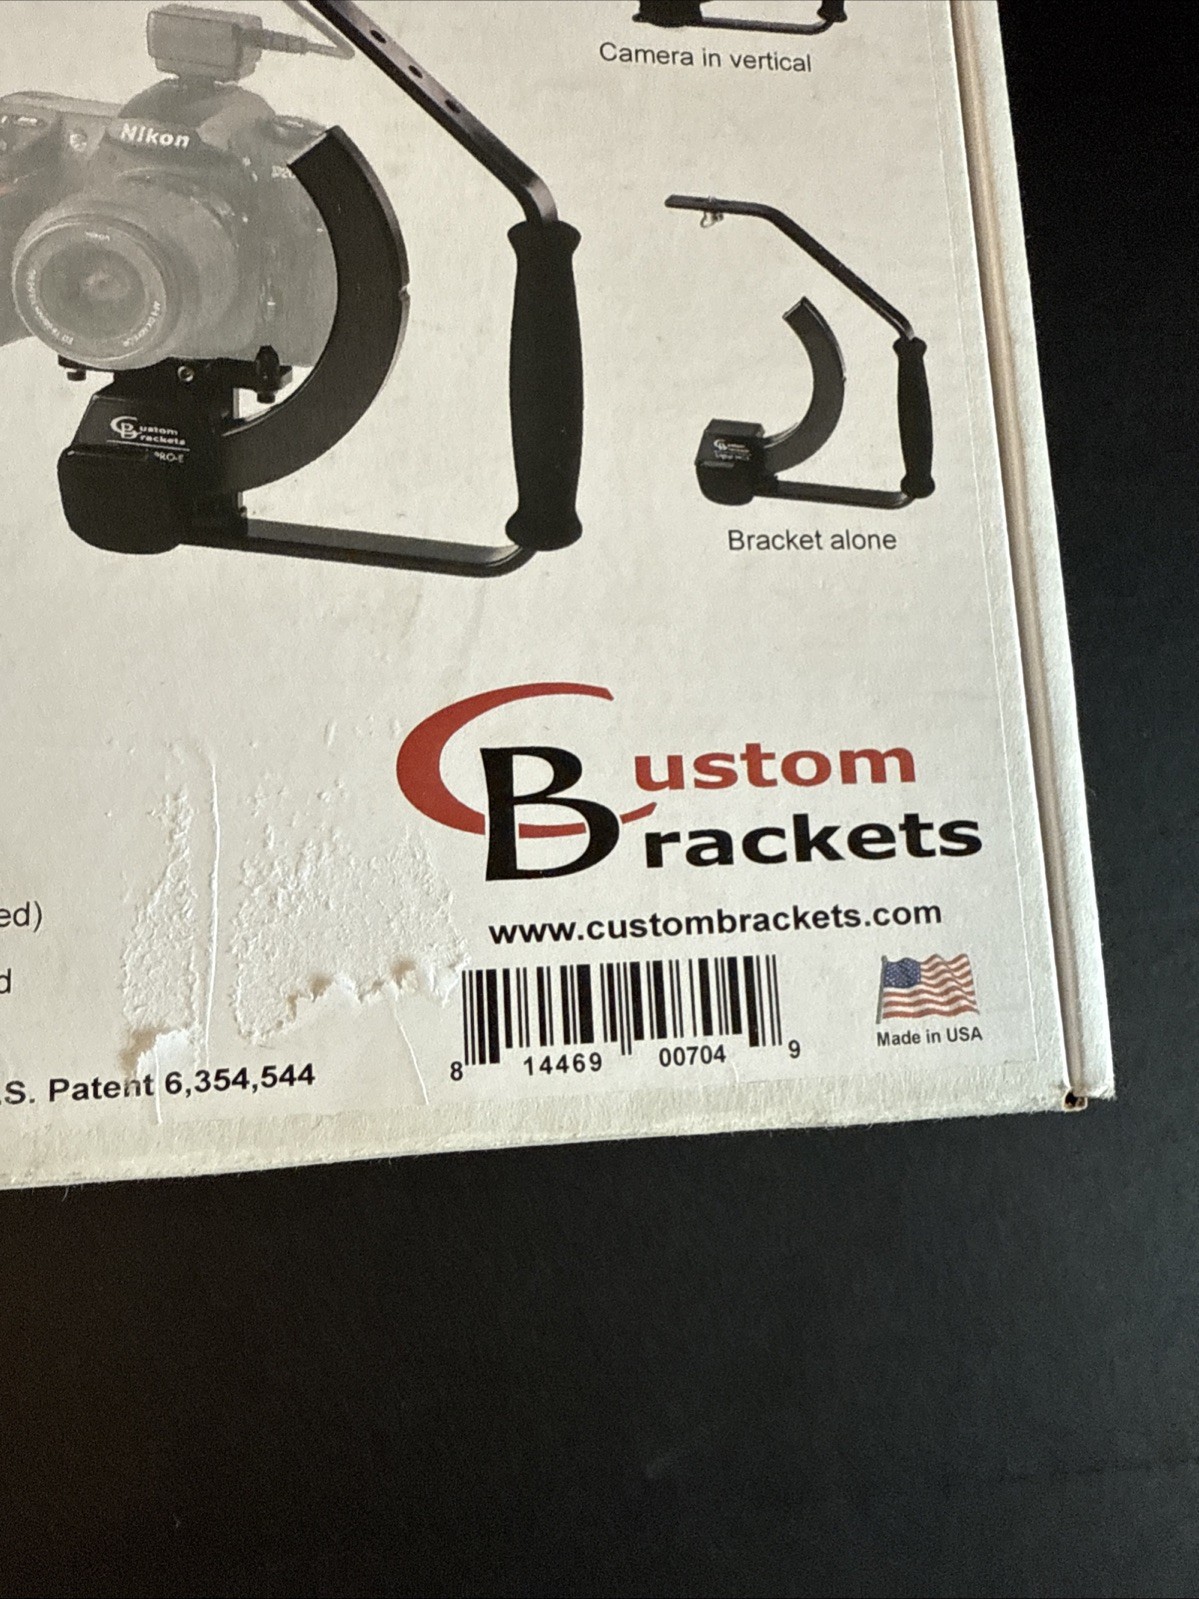 Camera in vertical
Nikon
Custom
Brackets
PRO-E
Bracket alone
Custom
Brackets
www.custombrackets.com
ed)
d
.S. Patent 6,354,544
8 14469 00704 9
Made in USA